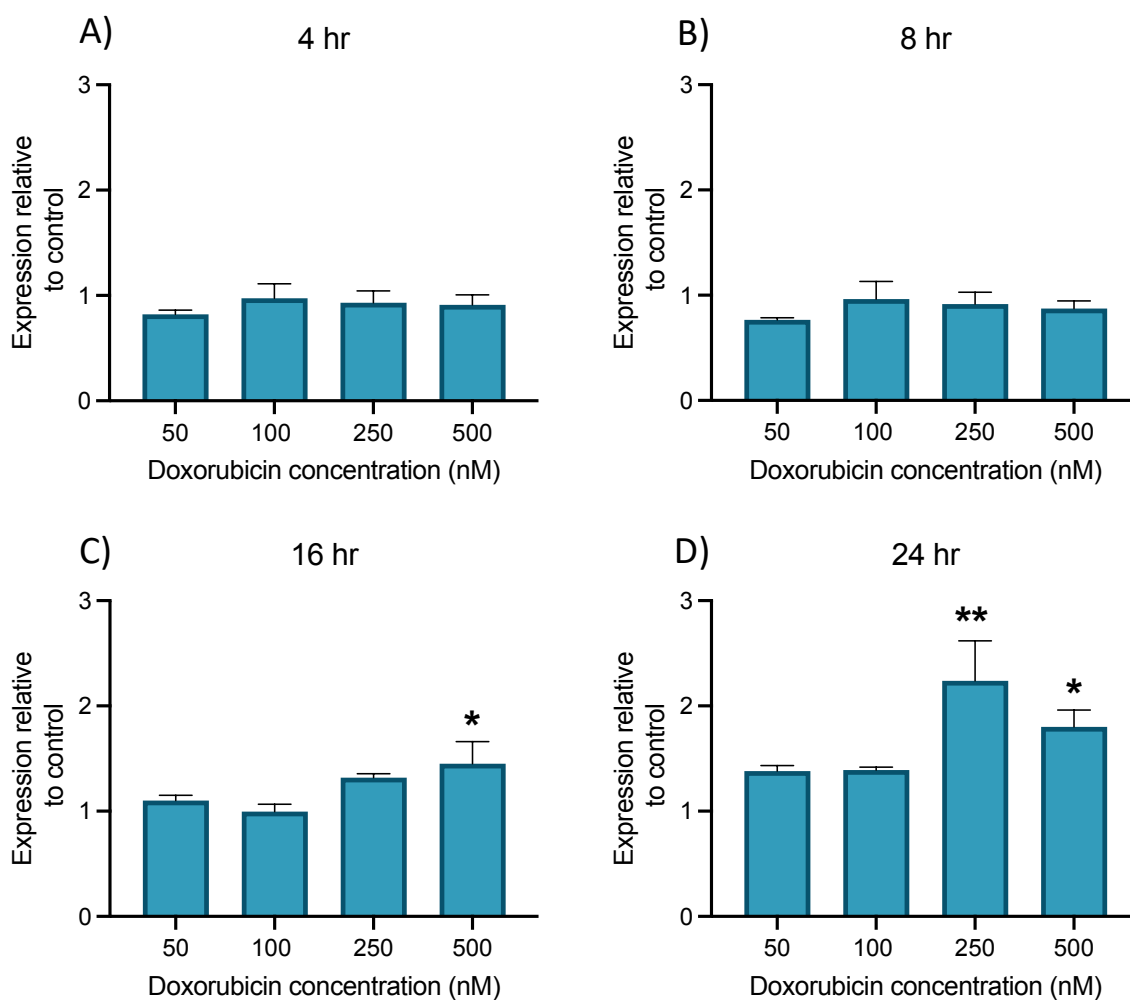 A)
4 hr
Expression relative
to control
3
2
1
0
50 100 250 500
Doxorubicin concentration (nM)
B)
8 hr
Expression relative
to control
3
2
1
0
50 100 250 500
Doxorubicin concentration (nM)
C)
16 hr
Expression relative
to control
3
2
1
0
*
50 100 250 500
Doxorubicin concentration (nM)
D)
24 hr
Expression relative
to control
3
2
1
0
**
*
50 100 250 500
Doxorubicin concentration (nM)